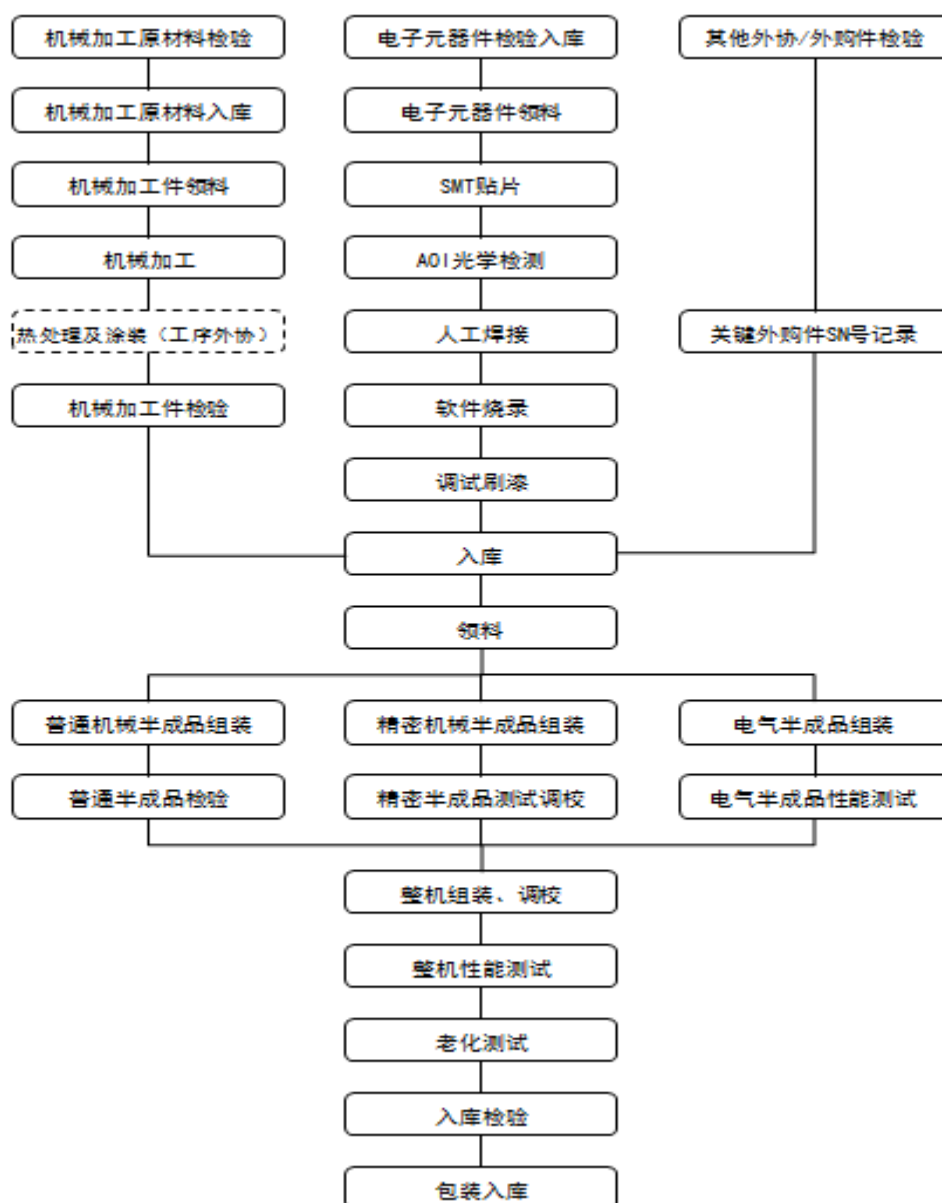 机械加工原材料检验
电子元器件检验入库
其他外协/外购件检验
机械加工原材料入库
电子元器件领料
机械加工件领料
SMT贴片
机械加工
AOI光学检测
热处理及涂装（工序外协）
人工焊接
关键外购件SN号记录
机械加工件检验
软件烧录
调试刷漆
入库
领料
普通机械半成品组装
精密机械半成品组装
电气半成品组装
普通半成品检验
精密半成品测试调校
电气半成品性能测试
整机组装、调校
整机性能测试
老化测试
入库检验
包装入库